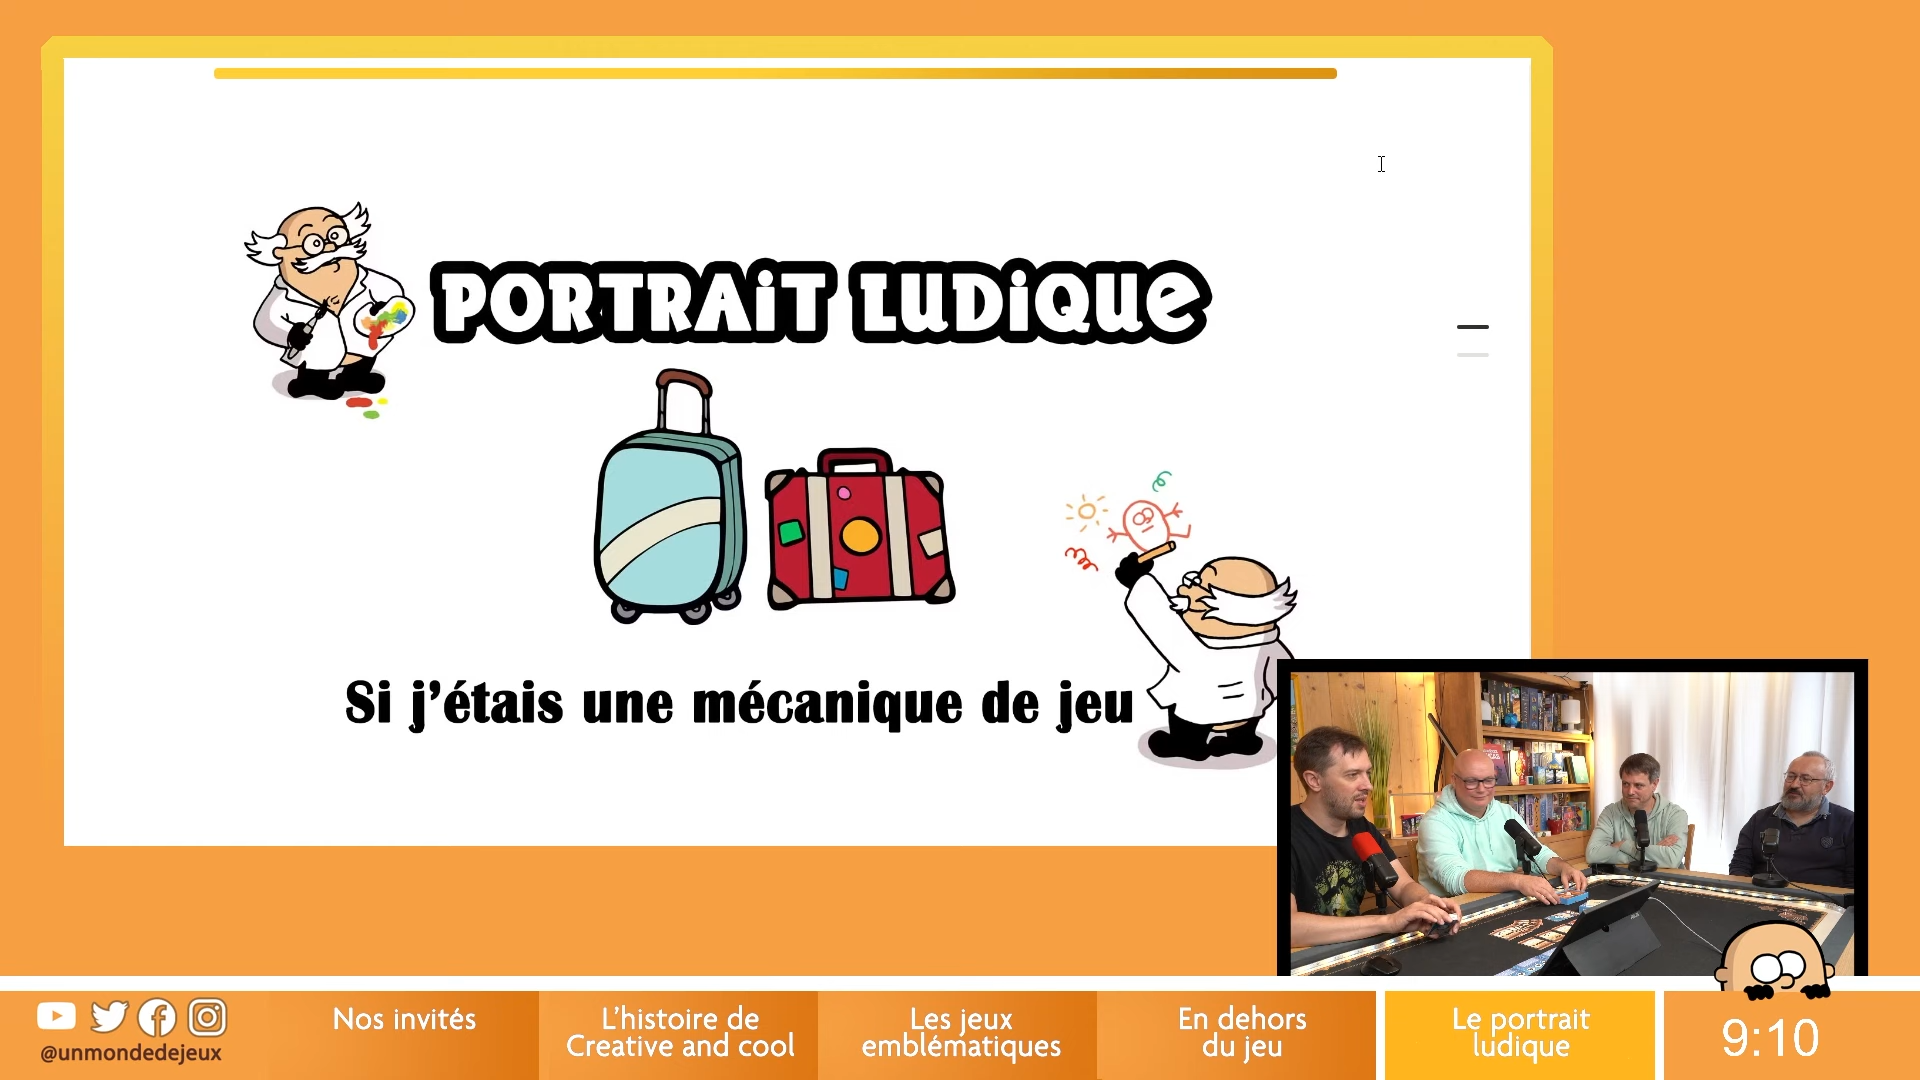 PORTRAiT LUDiQUE
Si j’étais une mécanique de jeu
@unmondedejeux
Nos invités
L’histoire de
Creative and cool
Les jeux
emblématiques
En dehors
du jeu
Le portrait
ludique
9:10